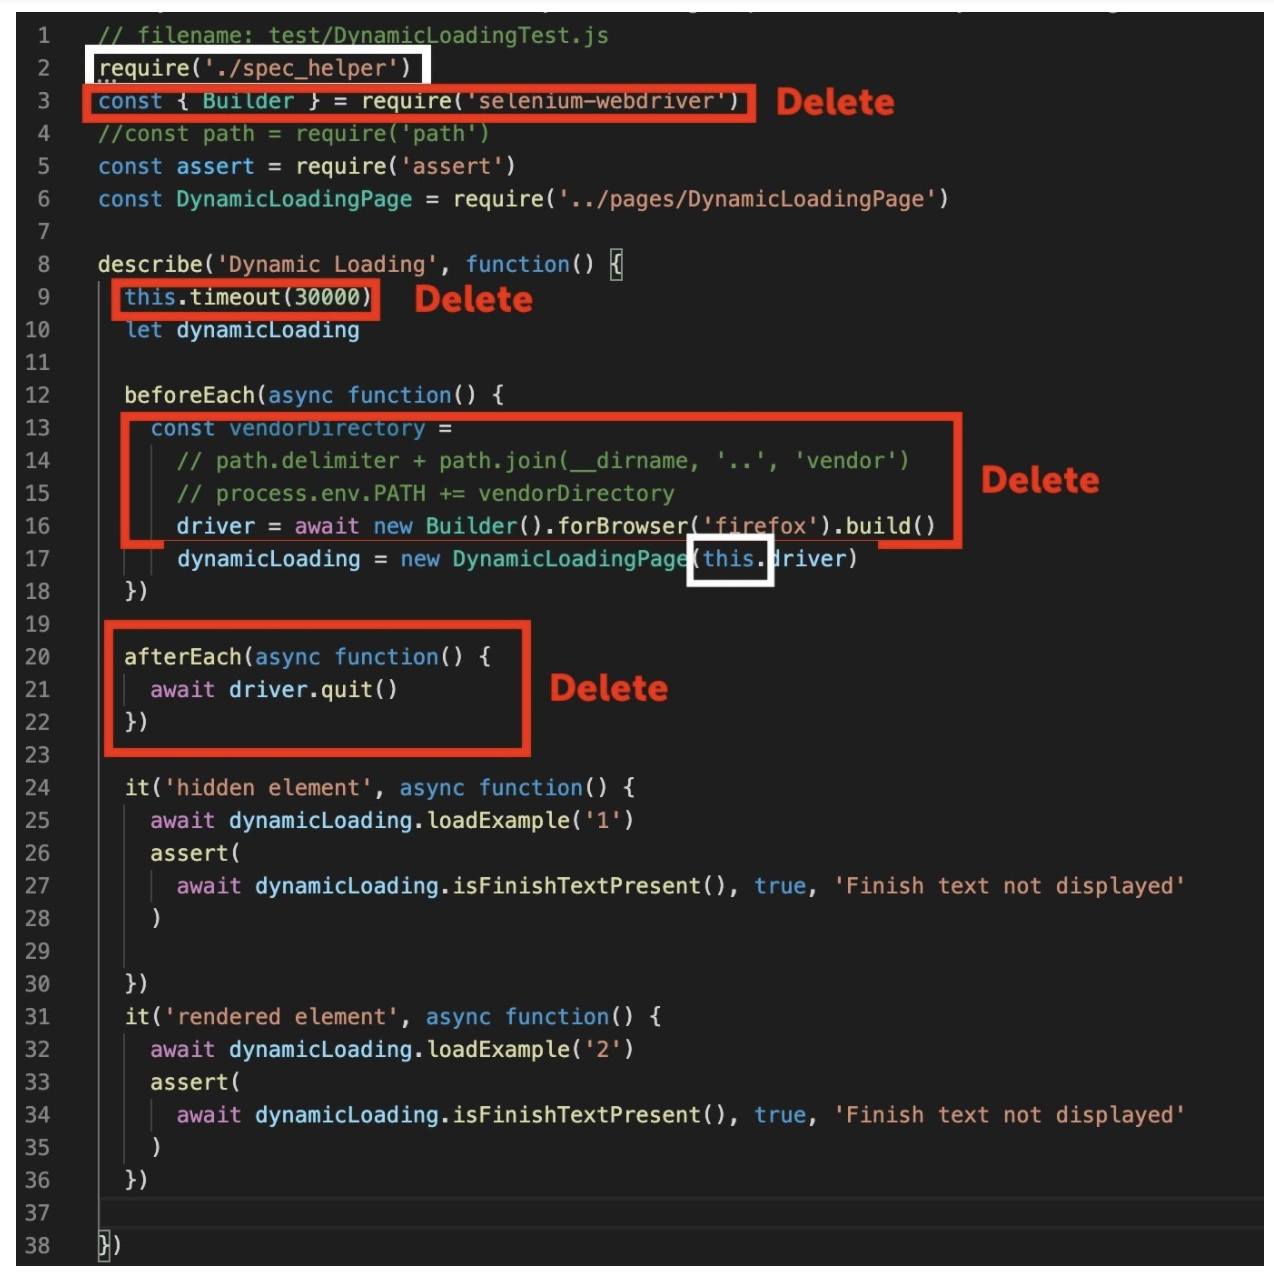 1 // filename: test/DynamicLoadingTest.js
2 require('./spec_helper')
3 const { Builder } = require('selenium-webdriver') Delete
4 //const path = require('path')
5 const assert = require('assert')
6 const DynamicLoadingPage = require('../pages/DynamicLoadingPage')
7
8 describe('Dynamic Loading', function() {
9 this.timeout(30000) Delete
10 let dynamicLoading
11
12 beforeEach(async function() {
13 const vendorDirectory =
14 // path.delimiter + path.join(__dirname, '..', 'vendor')
Delete
15 // process.env.PATH += vendorDirectory
16 driver = await new Builder().forBrowser('firefox').build()
17 dynamicLoading = new DynamicLoadingPage(this.driver)
18 })
19
20 afterEach(async function() {
21 await driver.quit() Delete
22 })
23
24 it('hidden element', async function() {
25 await dynamicLoading.loadExample('1')
26 assert(
27 await dynamicLoading.isFinishTextPresent(), true, 'Finish text not displayed'
28 )
29
30 })
31 it('rendered element', async function() {
32 await dynamicLoading.loadExample('2')
33 assert(
34 await dynamicLoading.isFinishTextPresent(), true, 'Finish text not displayed'
35 )
36 })
37
38 })